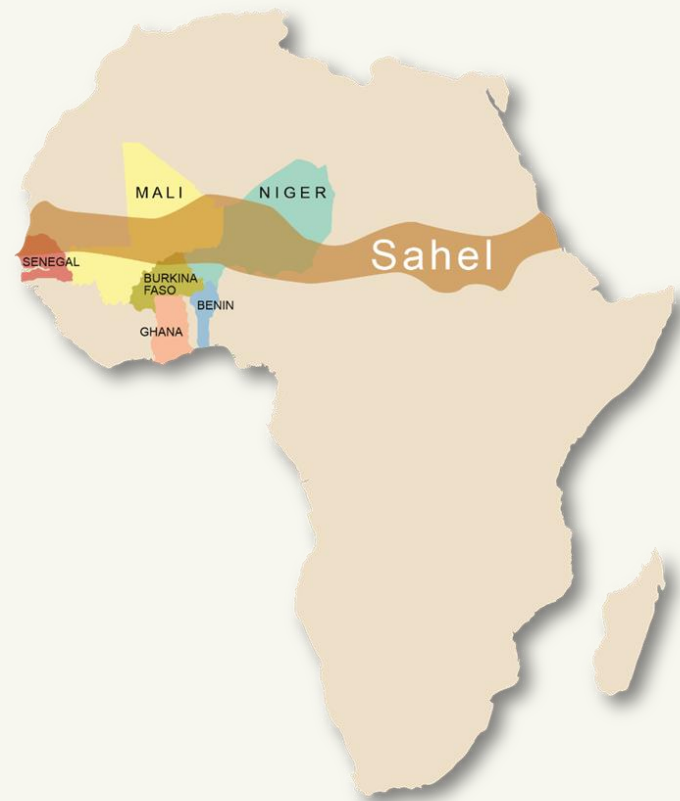 MALI
NIGER
Sahel
SENEGAL
BURKINA
FASO
BENIN
GHANA